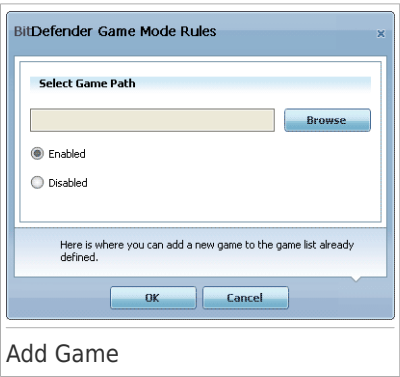 BitDefender Game Mode Rules
x
Select Game Path
Browse
Enabled
Disabled
Here is where you can add a new game to the game list already
defined.
OK
Cancel
Add Game